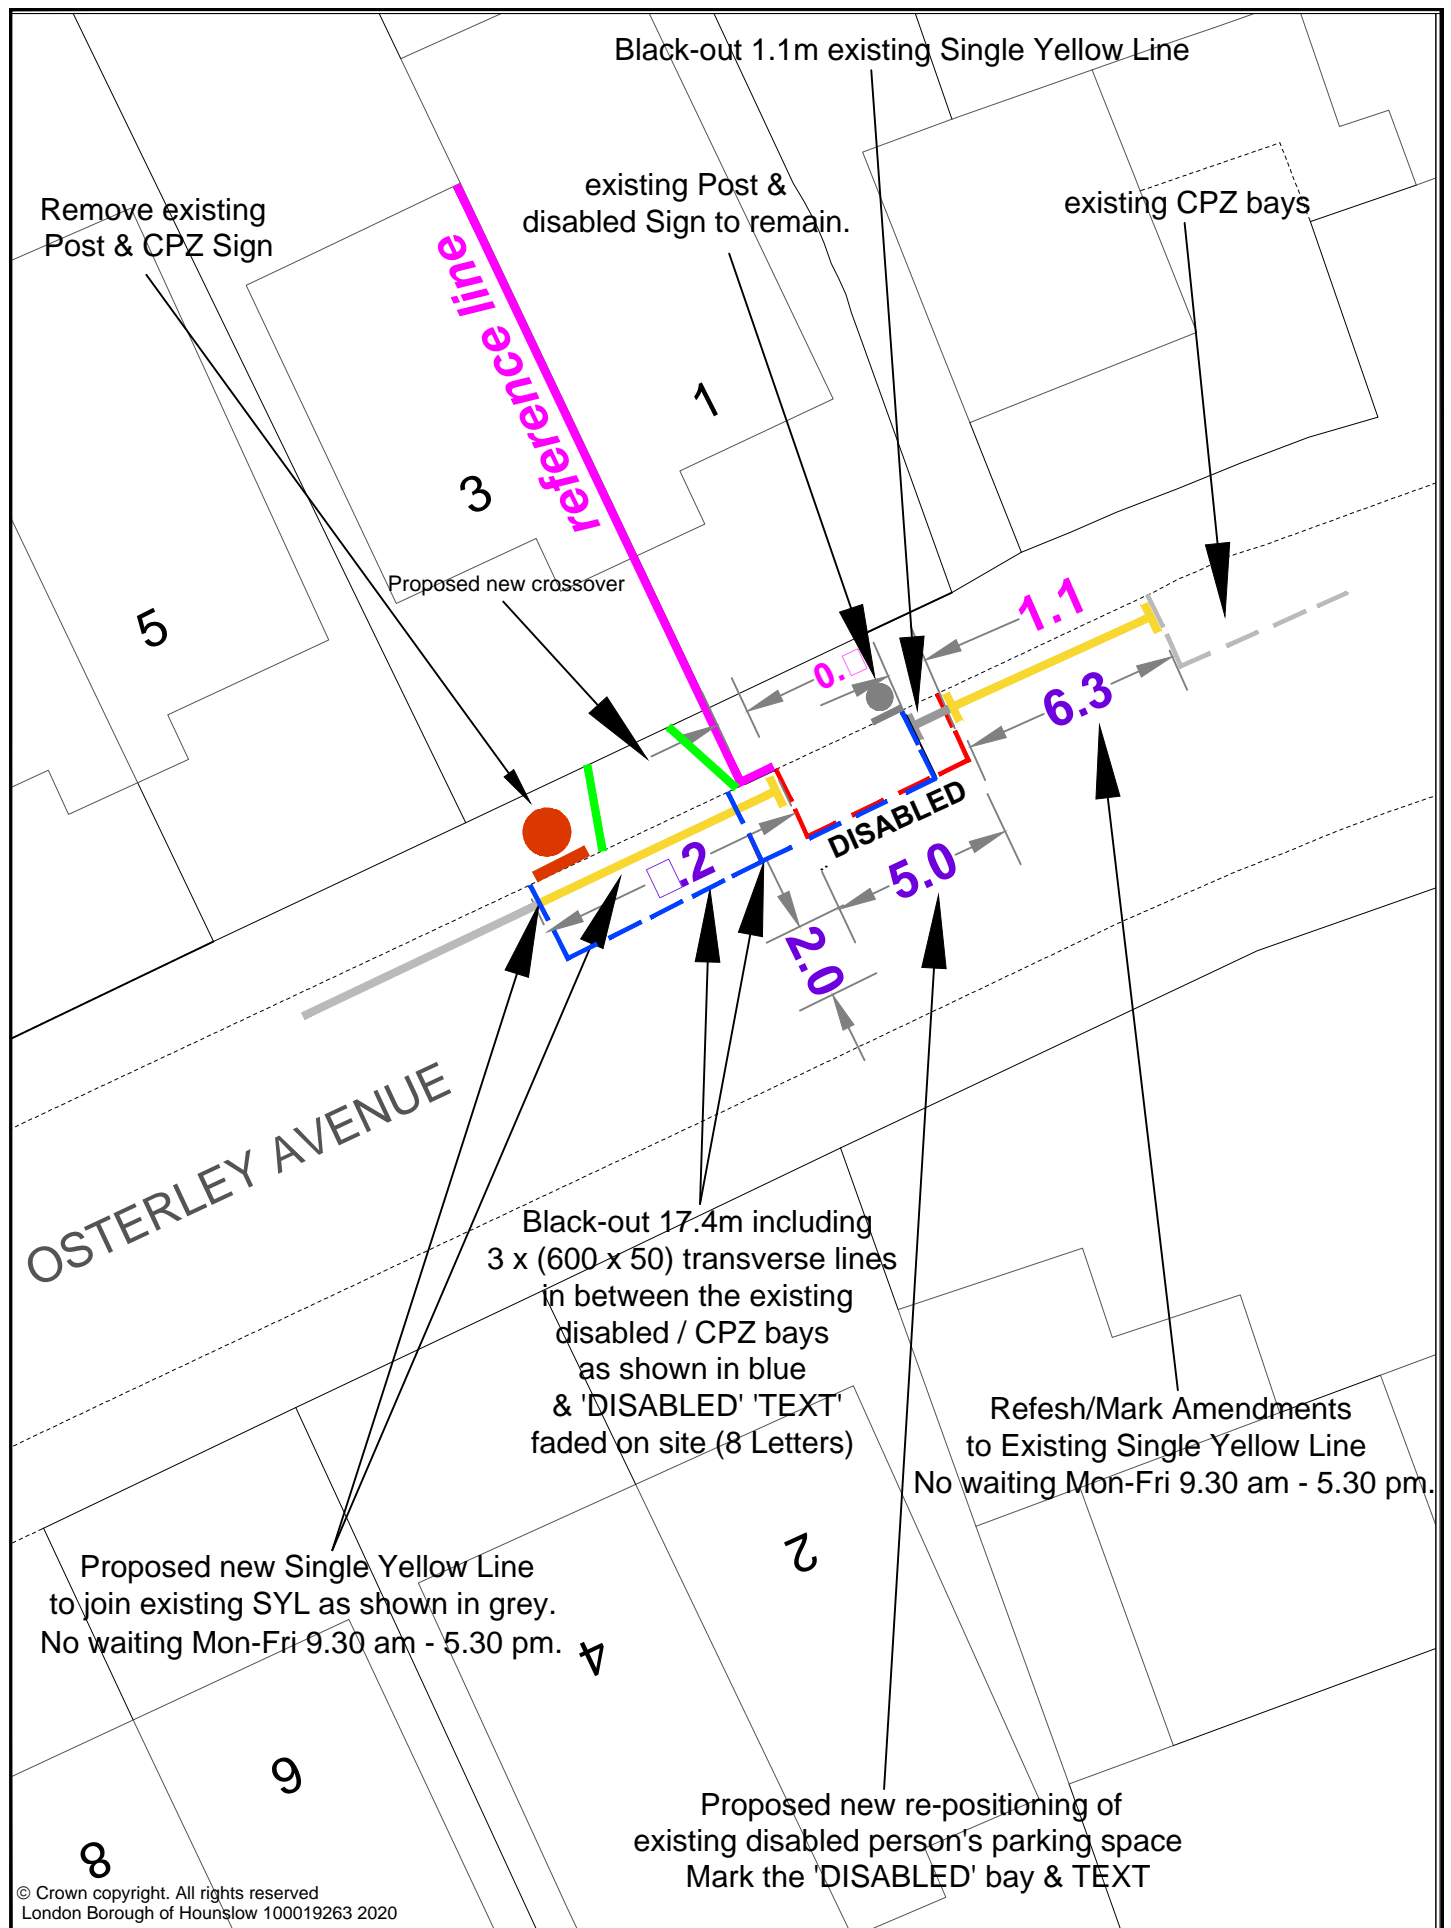 Black-out 1.1m existing Single Yellow Line
Remove existing
Post & CPZ Sign
existing Post &
disabled Sign to remain.
existing CPZ bays
reference line
1
3
5
Proposed new crossover
1.1
0.
6.3
DISABLED
.2
5.0
2.0
OSTERLEY AVENUE
Black-out 17.4m including
3 x (600 x 50) transverse lines
in between the existing
disabled / CPZ bays
as shown in blue
& 'DISABLED' 'TEXT'
faded on site (8 Letters)
Refesh/Mark Amendments
to Existing Single Yellow Line
No waiting Mon-Fri 9.30 am - 5.30 pm.
Proposed new Single Yellow Line
to join existing SYL as shown in grey.
No waiting Mon-Fri 9.30 am - 5.30 pm.
2
4
6
8
Proposed new re-positioning of
existing disabled person's parking space
Mark the 'DISABLED' bay & TEXT
© Crown copyright. All rights reserved
London Borough of Hounslow 100019263 2020